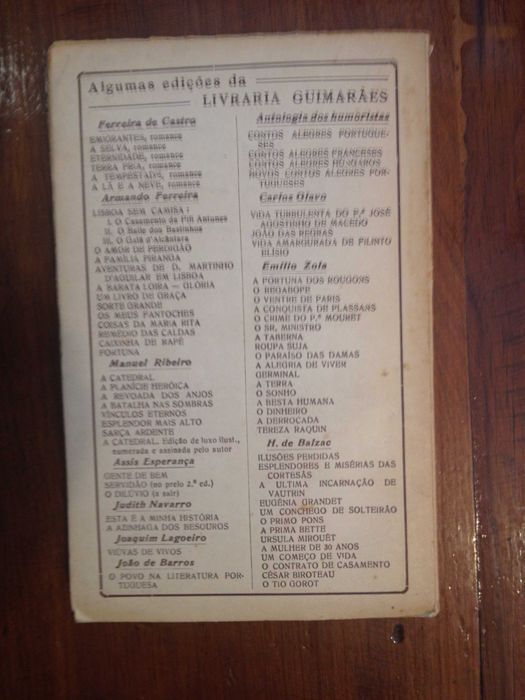 Algumas edições da
LIVRARIA GUIMARÃES
Ferreira de Castro
EMIGRANTES, romance
A SELVA, romance
ETERNIDADE, romance
TERRA FRIA, romance
A TEMPESTADE, romance
A LÃ E A NEVE, romance
Armando Ferreira
LISBOA SEM CAMISA:
I. O Casamento da Fifi Antunes
II. O Baile dos Bastinhos
III. O Galã d'Alcântara
O AMOR DE PERDIÇÃO
A FAMÍLIA PIRANGA
AVENTURAS DE D. MARTINHO
D'AGUILAR EM LISBOA
A BARATA LOIRA — GLÓRIA
UM LIVRO DE GRAÇA
SORTE GRANDE
OS MEUS FANTOCHES
COISAS DA MARIA RITA
REMÉDIO DAS CALDAS
CAIXINHA DE RAPÉ
FORTUNA
Manuel Ribeiro
A CATEDRAL
A PLANÍCIE HERÓICA
A REVOADA DOS ANJOS
A BATALHA NAS SOMBRAS
VÍNCULOS ETERNOS
ESPLENDOR MAIS ALTO
SARÇA ARDENTE
A CATEDRAL. Edição de luxo ilust.,
numerada e assinada pelo autor
Assis Esperança
GENTE DE BEM
SERVIDÃO (no prelo 2.ª ed.)
O DILÚVIO (a sair)
Judith Navarro
ESTA É A MINHA HISTÓRIA
A AZINHAGA DOS BESOUROS
Joaquim Lagoeiro
VIÚVAS DE VIVOS
João de Barros
O POVO NA LITERATURA POR-
TUGUESA
Antologia dos humoristas
CONTOS ALEGRES PORTUGUE-
SES
CONTOS ALEGRES FRANCESES
CONTOS ALEGRES HÚNGAROS
NOVOS CONTOS ALEGRES POR-
TUGUESES
Carlos Olavo
VIDA TURBULENTA DO P.ª JOSÉ
AGOSTINHO DE MACEDO
JOÃO DAS REGRAS
VIDA AMARGURADA DE FILINTO
ELÍSIO
Emílio Zola
A FORTUNA DOS ROUGONS
O REGABOFE
O VENTRE DE PARIS
A CONQUISTA DE PLASSANS
O CRIME DO P.ª MOURET
O SR. MINISTRO
A TABERNA
ROUPA SUJA
O PARAÍSO DAS DAMAS
A ALEGRIA DE VIVER
GERMINAL
A TERRA
O SONHO
A BESTA HUMANA
O DINHEIRO
A DERROCADA
TEREZA RAQUIN
H. de Balzac
ILUSÕES PERDIDAS
ESPLENDORES E MISÉRIAS DAS
CORTESÃS
A ULTIMA INCARNAÇÃO DE
VAUTRIN
EUGÊNIA GRANDET
UM CONCHEGO DE SOLTEIRÃO
O PRIMO PONS
A PRIMA BETTE
URSULA MIROUËT
A MULHER DE 30 ANOS
UM COMEÇO DE VIDA
O CONTRATO DE CASAMENTO
CÉSAR BIROTEAU
O TIO GOROT